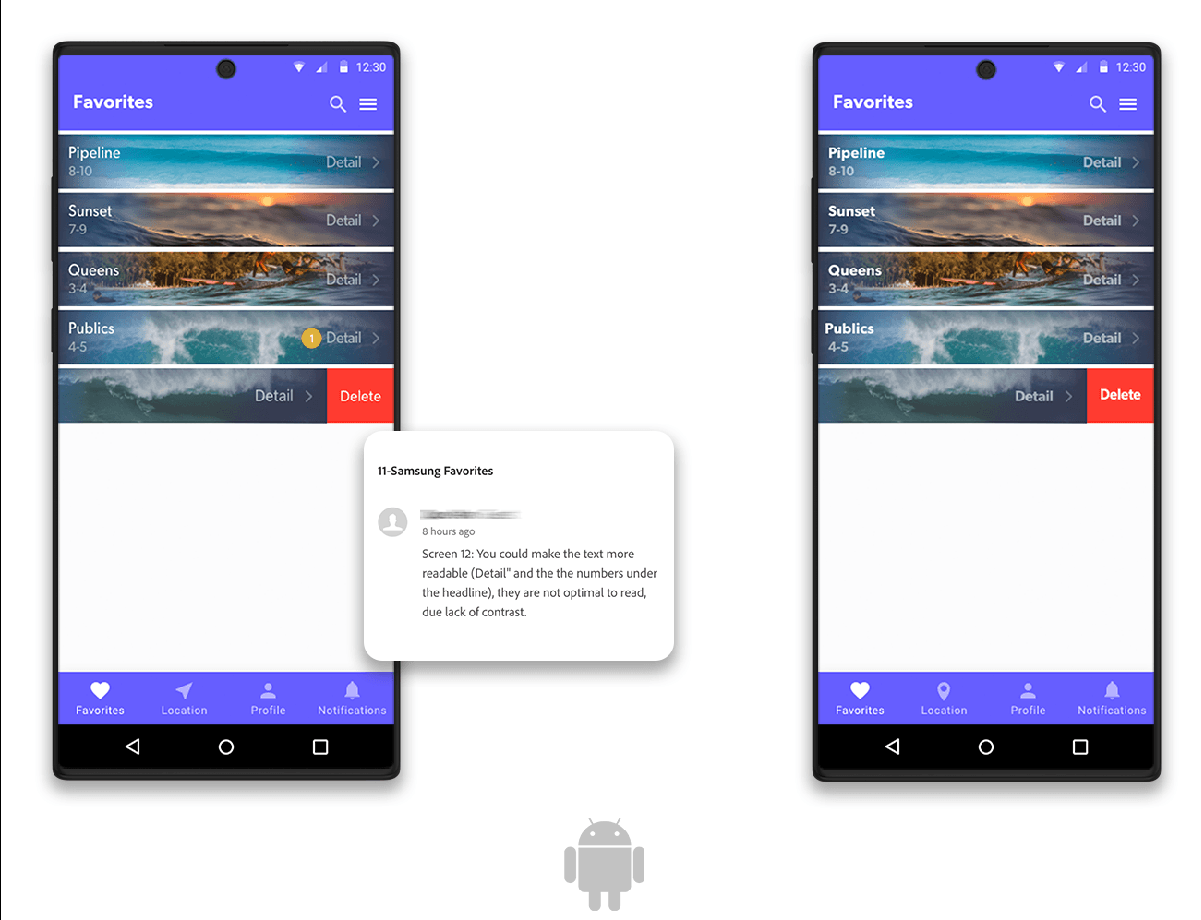 12:30
Favorites
Pipeline
8-10
Detail
Sunset
7-9
Detail
Queens
3-4
Detail
Publics
4-5
1
Detail
Detail
Delete
Favorites
Location
Profile
Notifications
11-Samsung Favorites
8 hours ago
Screen 12: You could make the text more
readable (Detail" and the the numbers under
the headline), they are not optimal to read,
due lack of contrast.
12:30
Favorites
Pipeline
8-10
Detail
Sunset
7-9
Detail
Queens
3-4
Detail
Publics
4-5
Detail
Detail
Delete
Favorites
Location
Profile
Notifications